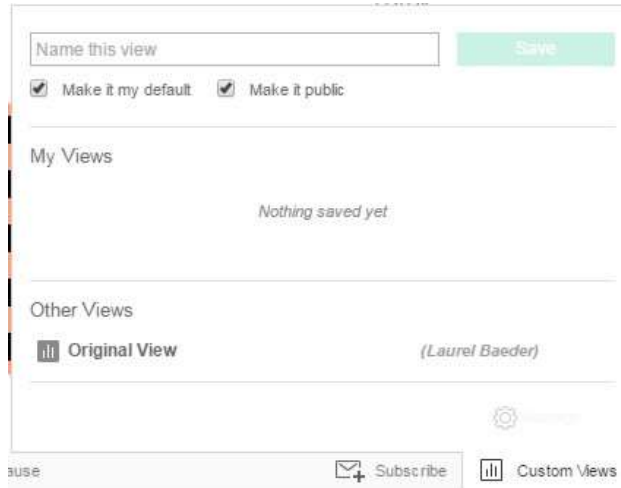 Name this view
Save
Make it my default Make it public
My Views
Nothing saved yet
Other Views
Original View (Laurel Baeder)
ause Subscribe Custom Views